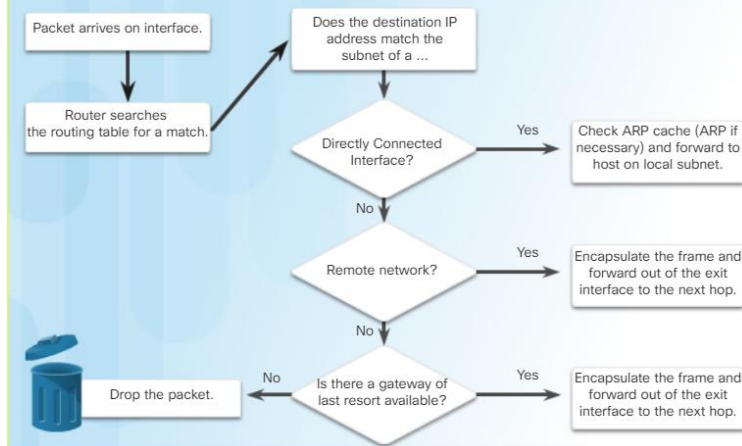 Packet arrives on interface.
Router searches
the routing table for a match.
Does the destination IP
address match the
subnet of a ...
Directly Connected
Interface?
Yes
Check ARP cache (ARP if
necessary) and forward to
host on local subnet.
No
Remote network?
Yes
Encapsulate the frame and
forward out of the exit
interface to the next hop.
No
Is there a gateway of
last resort available?
Yes
Encapsulate the frame and
forward out of the exit
interface to the next hop.
No
Drop the packet.